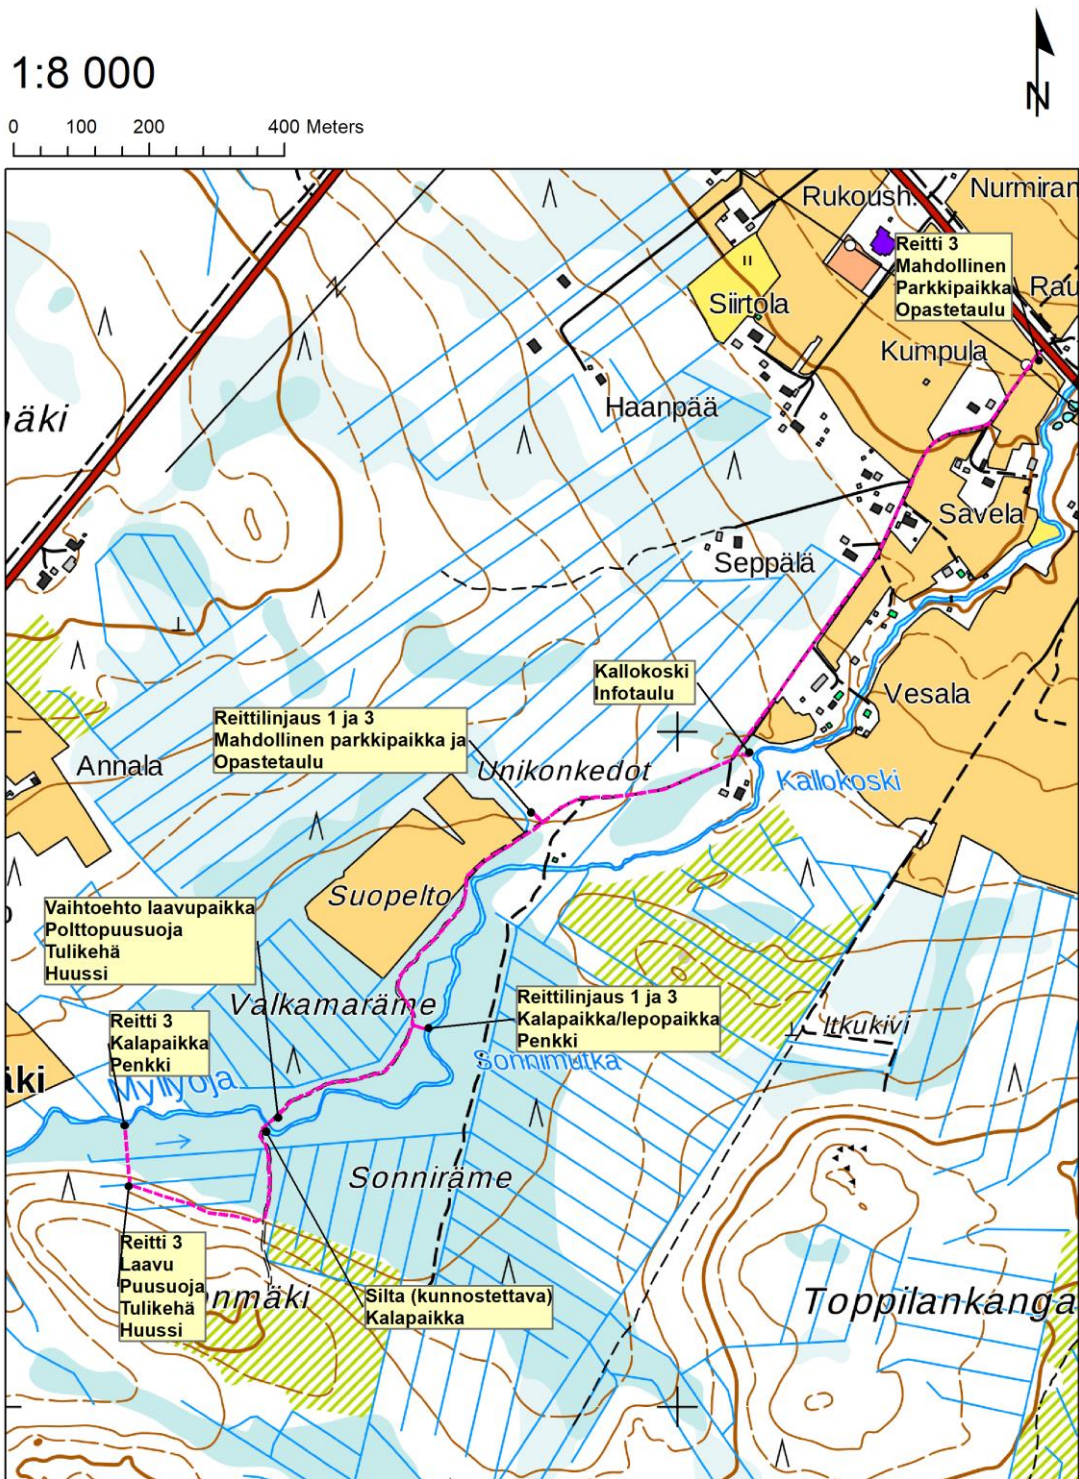 1:8 000
N
0 100 200 400 Meters
Rukoush.
Nurmiran
Reitti 3
Mahdollinen
Parkkipaikka
Opastetaulu
Rau
Siirtola
Kumpula
Haanpää
äki
Savela
Seppälä
Kallokoski
Infotaulu
Vesala
Reittilinjaus 1 ja 3
Mahdollinen parkkipaikka ja
Opastetaulu
Annala
Unikonkedot
Kallokoski
Suopelto
Vaihtoehto laavupaikka
Polttopuusuoja
Tulikehä
Huussi
Valkamaräme
Reittilinjaus 1 ja 3
Kalapaikka/lepopaikka
Penkki
Itkukivi
Reitti 3
Kalapaikka
Penkki
Sonnimutka
äki
Myllyoja
Sonniräme
Reitti 3
Laavu
Puusuoja
Tulikehä
Huussi
nmäki
Silta (kunnostettava)
Kalapaikka
Toppilankanga